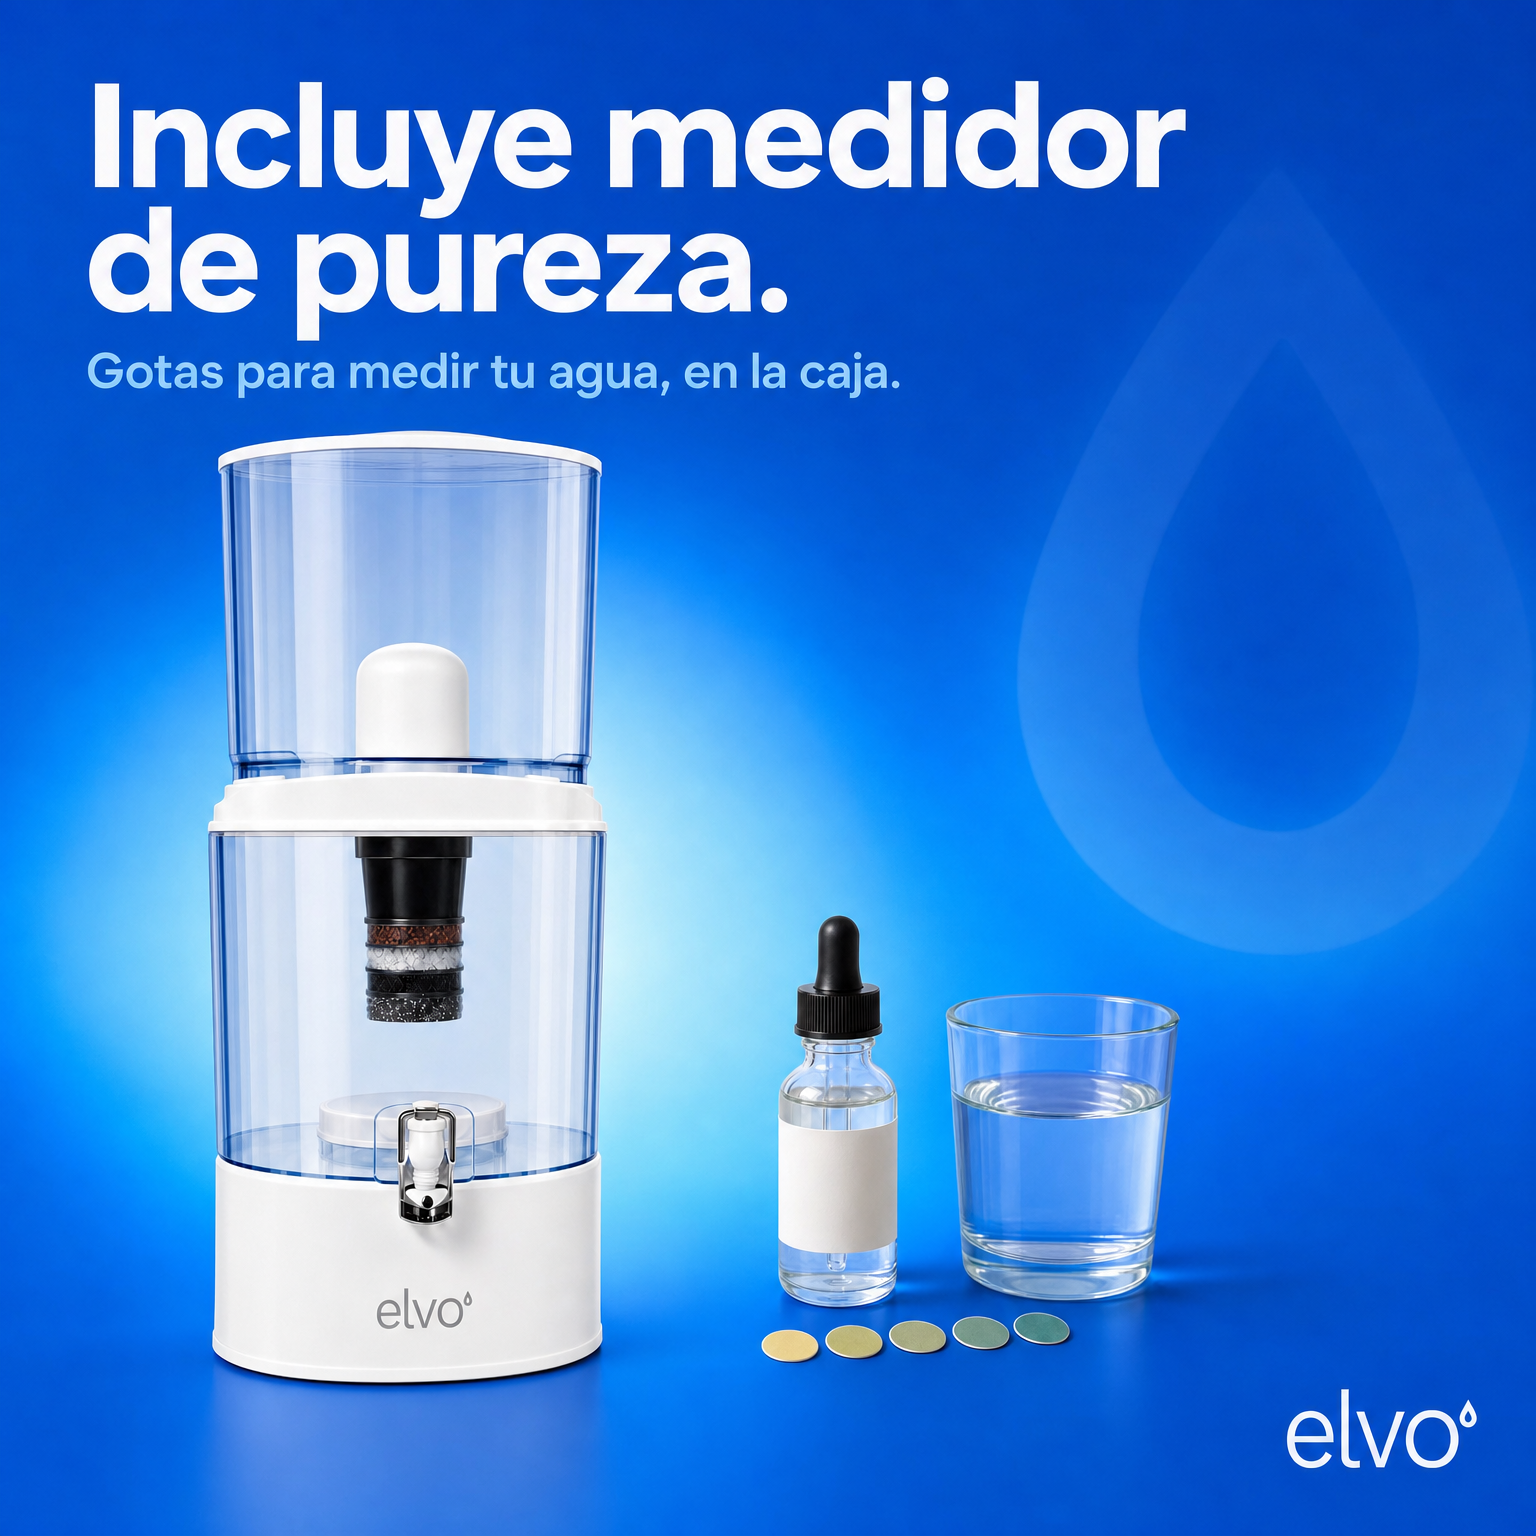 Incluye medidor
de pureza.
Gotas para medir tu agua, en la caja.
elvo
elvo